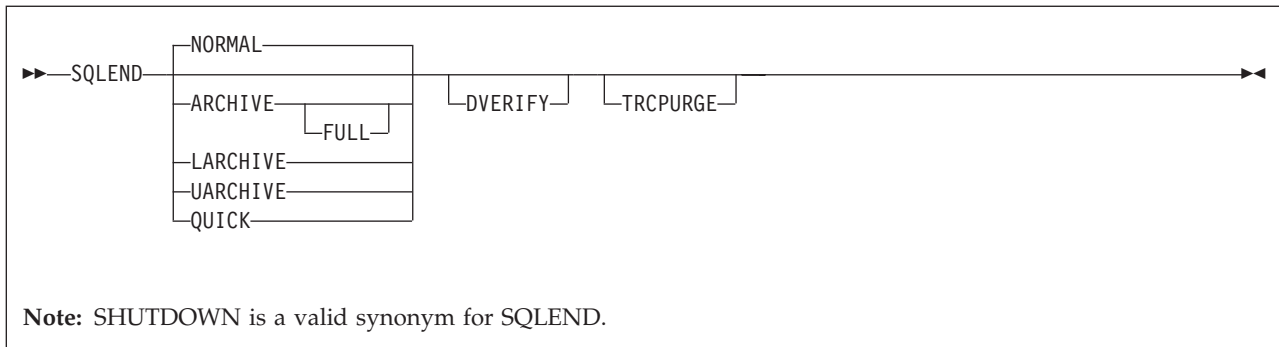 NORMAL
SQLEND
ARCHIVE
FULL
DVERIFY
TRCPURGE
LARCHIVE
UARCHIVE
QUICK
Note: SHUTDOWN is a valid synonym for SQLEND.